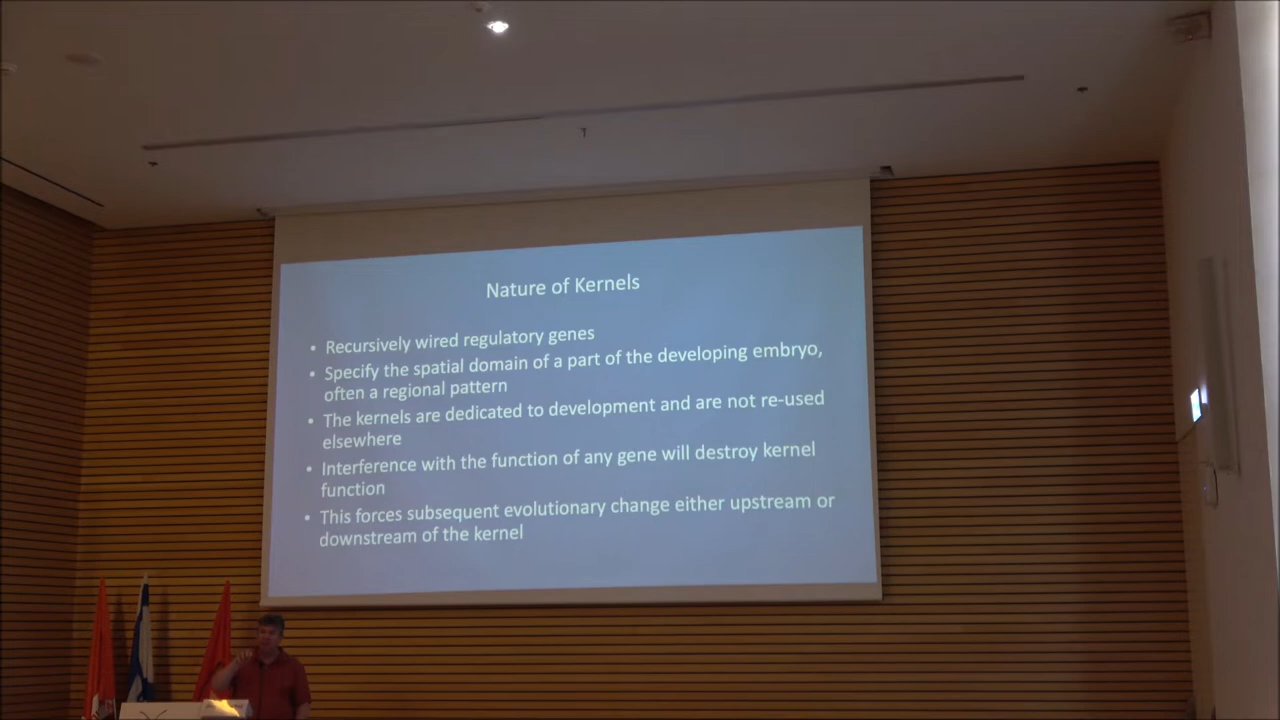 Nature of Kernels
• Recursively wired regulatory genes
• Specify the spatial domain of a part of the developing embryo,
often a regional pattern
• The kernels are dedicated to development and are not re-used
elsewhere
• Interference with the function of any gene will destroy kernel
function
• This forces subsequent evolutionary change either upstream or
downstream of the kernel